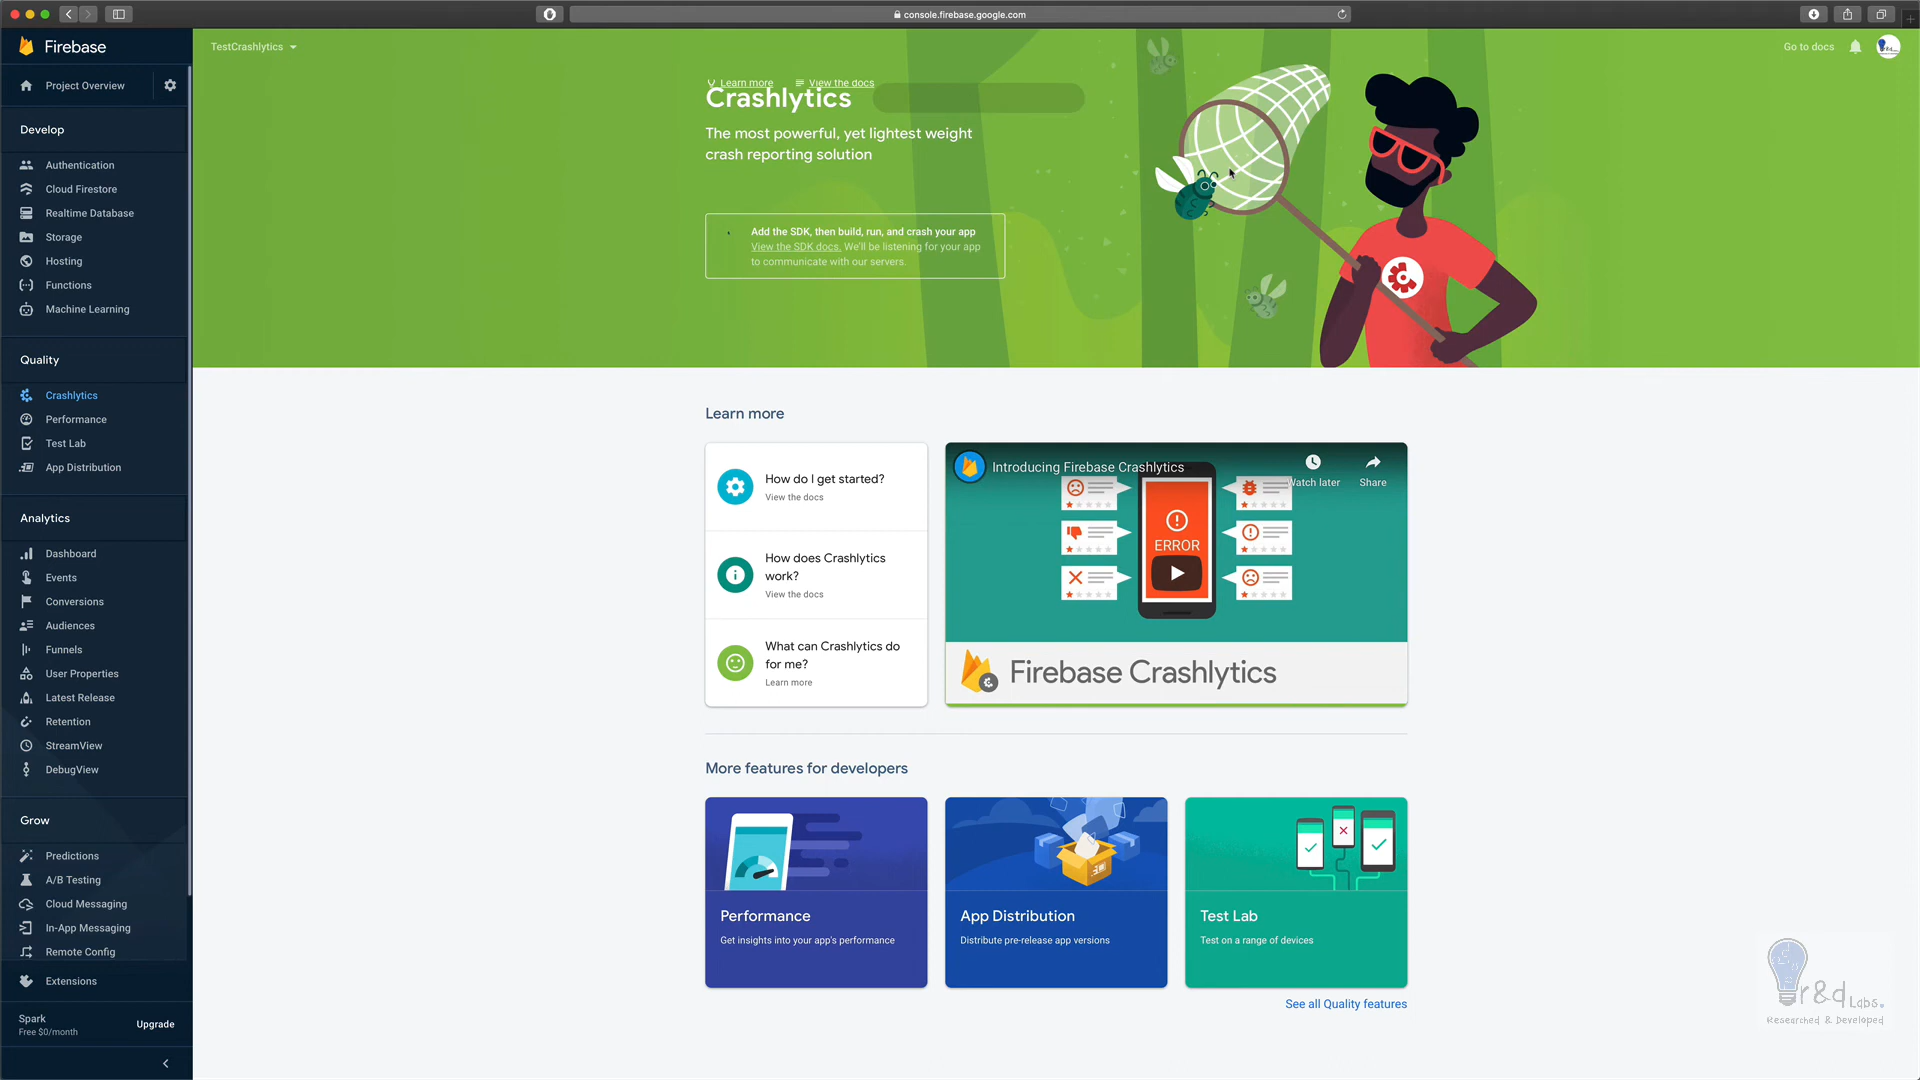 console.firebase.google.com
Firebase
TestCrashlytics
Go to docs
Project Overview
Develop
Authentication
Cloud Firestore
Realtime Database
Storage
Hosting
Functions
Machine Learning
Quality
Crashlytics
Performance
Test Lab
App Distribution
Analytics
Dashboard
Events
Conversions
Audiences
Funnels
User Properties
Latest Release
Retention
StreamView
DebugView
Grow
Predictions
A/B Testing
Cloud Messaging
In-App Messaging
Remote Config
Extensions
Spark
Free $0/month
Upgrade
Learn more
View the docs
Crashlytics
The most powerful, yet lightest weight
crash reporting solution
Add the SDK, then build, run, and crash your app
View the SDK docs. We'll be listening for your app
to communicate with our servers.
Learn more
How do I get started?
View the docs
How does Crashlytics
work?
View the docs
What can Crashlytics do
for me?
Learn more
Introducing Firebase Crashlytics
Watch later
Share
ERROR
Firebase Crashlytics
More features for developers
Performance
Get insights into your app's performance
App Distribution
Distribute pre-release app versions
Test Lab
Test on a range of devices
See all Quality features
r&d Labs.
Researched & Developed